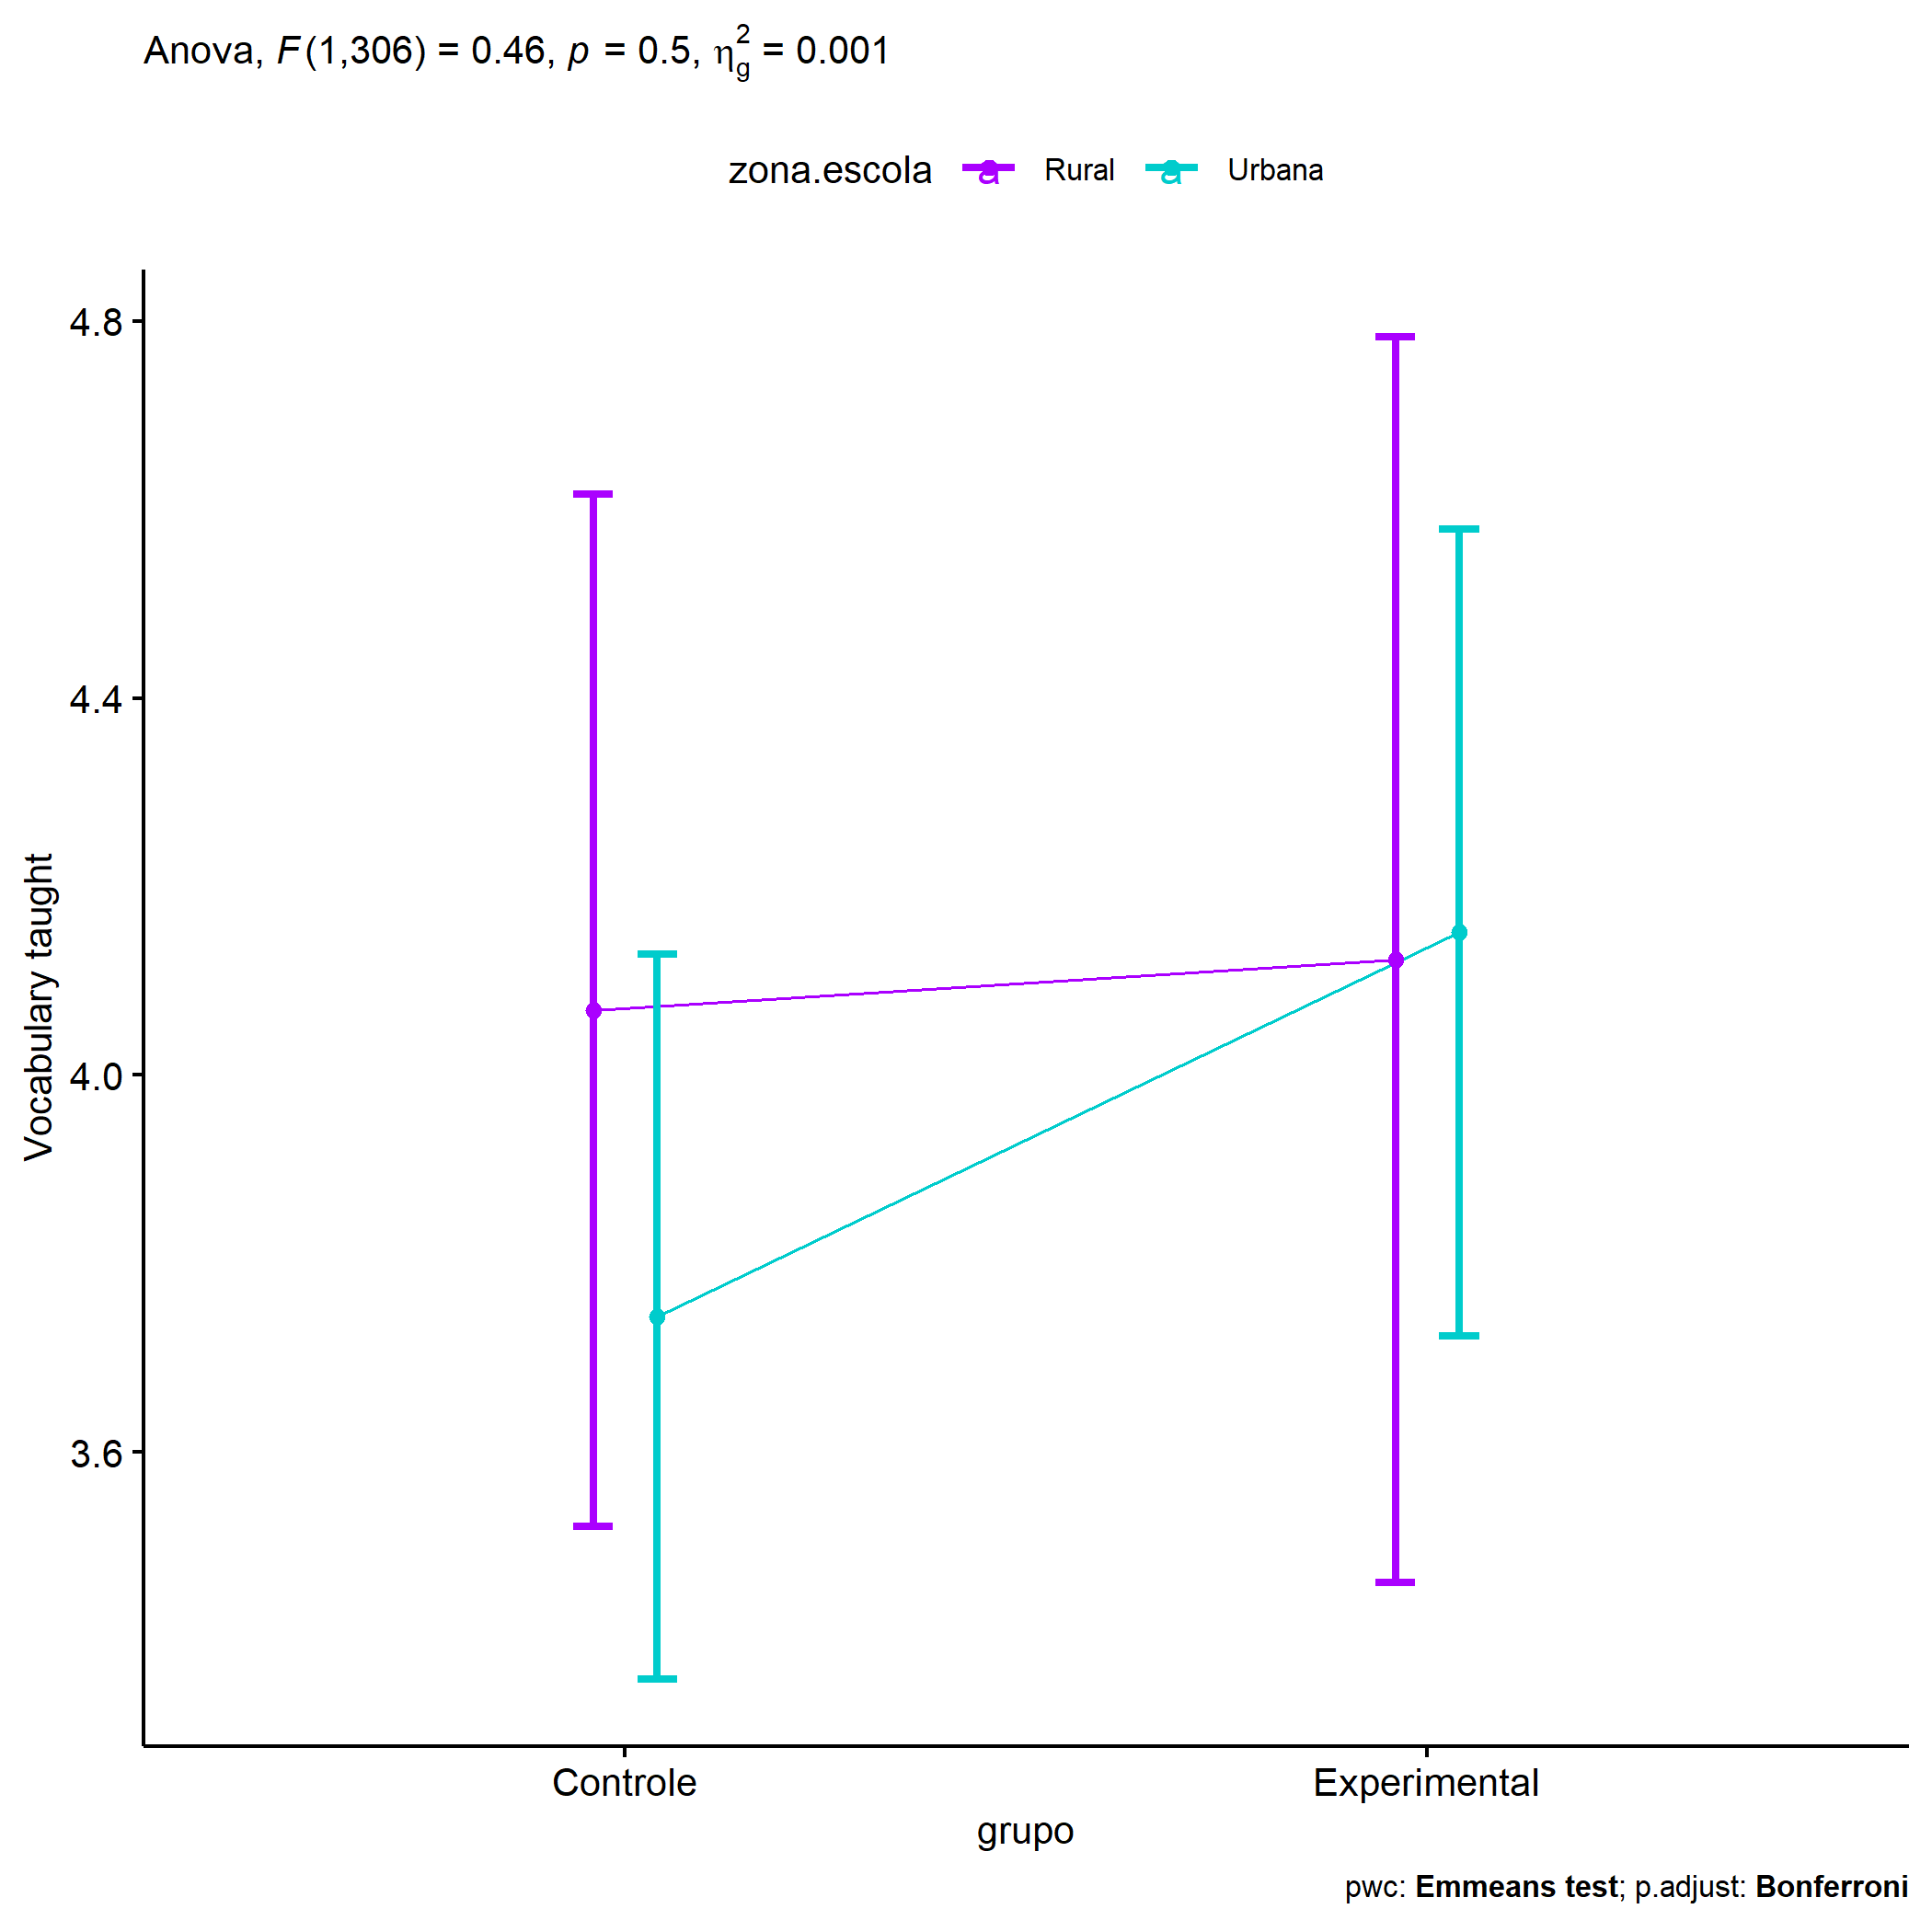 Anova, F(1,306) = 0.46, p = 0.5, η²g = 0.001
zona.escola a Rural a Urbana
4.8
4.4
4.0
3.6
Vocabulary taught
Controle Experimental
grupo
pwc: Emmeans test; p.adjust: Bonferroni